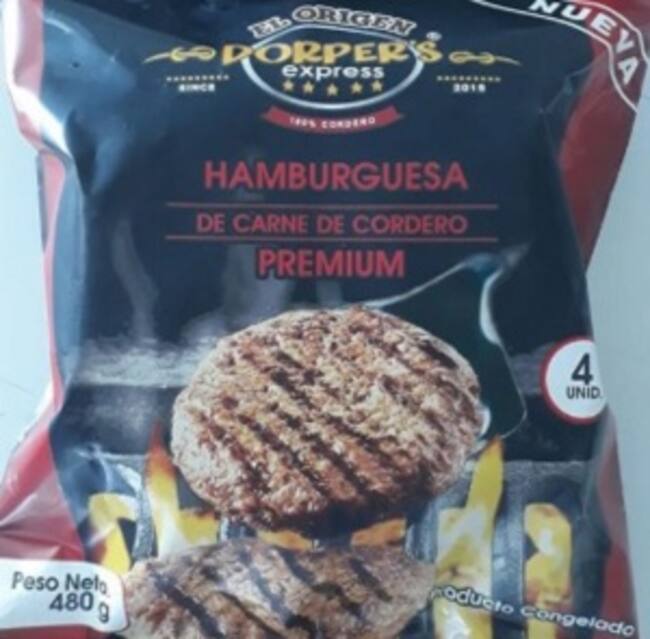 NUEVA
EL ORIGEN
DORPER'S®
express
SINCE 2015
100% CORDERO
HAMBURGUESA
DE CARNE DE CORDERO
PREMIUM
4
UNID.
Peso Neto
480 g
Producto Congelado